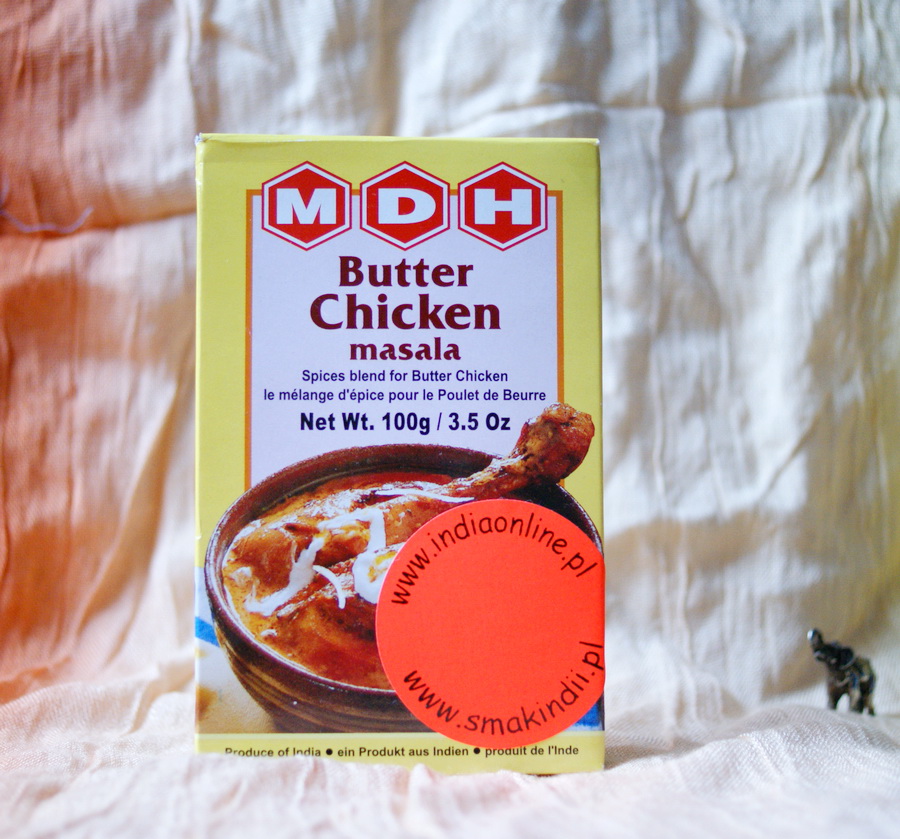 MDH
Butter
Chicken
masala
Spices blend for Butter Chicken
le mélange d'épice pour le Poulet de Beurre
Net Wt. 100g / 3.5 Oz
www.indiaonline.pl
www.smakindii.pl
Produce of India ● ein Produkt aus Indien ● produit de l'Inde